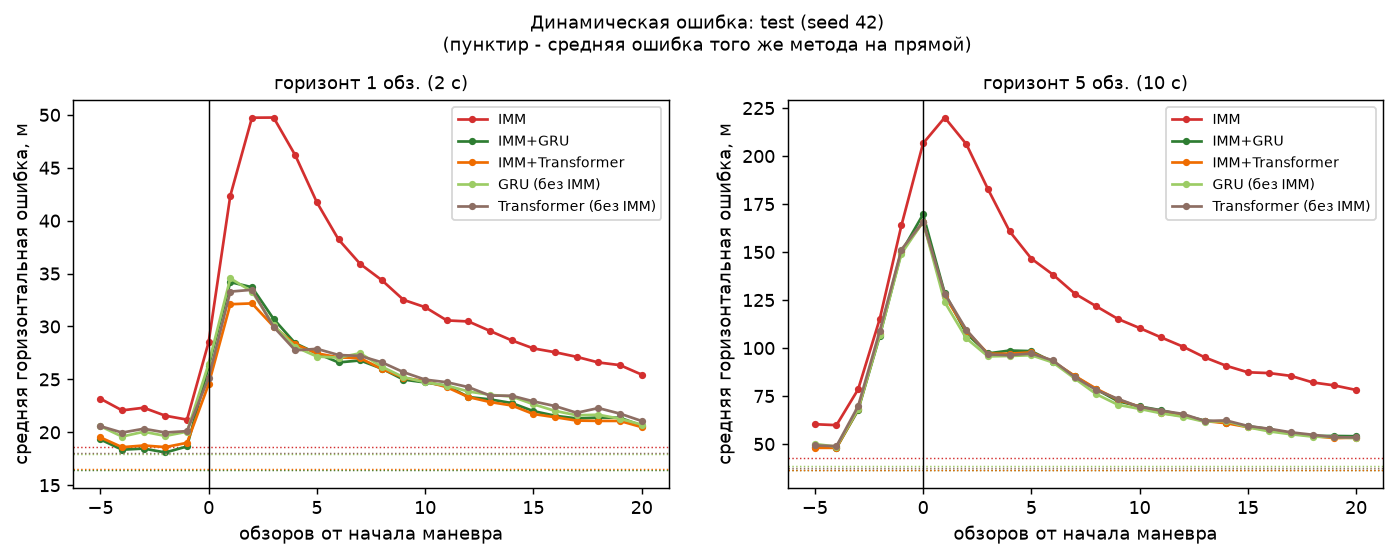 Динамическая ошибка: test (seed 42)
(пунктир - средняя ошибка того же метода на прямой)
горизонт 1 обз. (2 с)
средняя горизонтальная ошибка, м
50
45
40
35
30
25
20
15
−5
0
5
10
15
20
обзоров от начала маневра
IMM
IMM+GRU
IMM+Transformer
GRU (без IMM)
Transformer (без IMM)
горизонт 5 обз. (10 с)
средняя горизонтальная ошибка, м
225
200
175
150
125
100
75
50
−5
0
5
10
15
20
обзоров от начала маневра
IMM
IMM+GRU
IMM+Transformer
GRU (без IMM)
Transformer (без IMM)